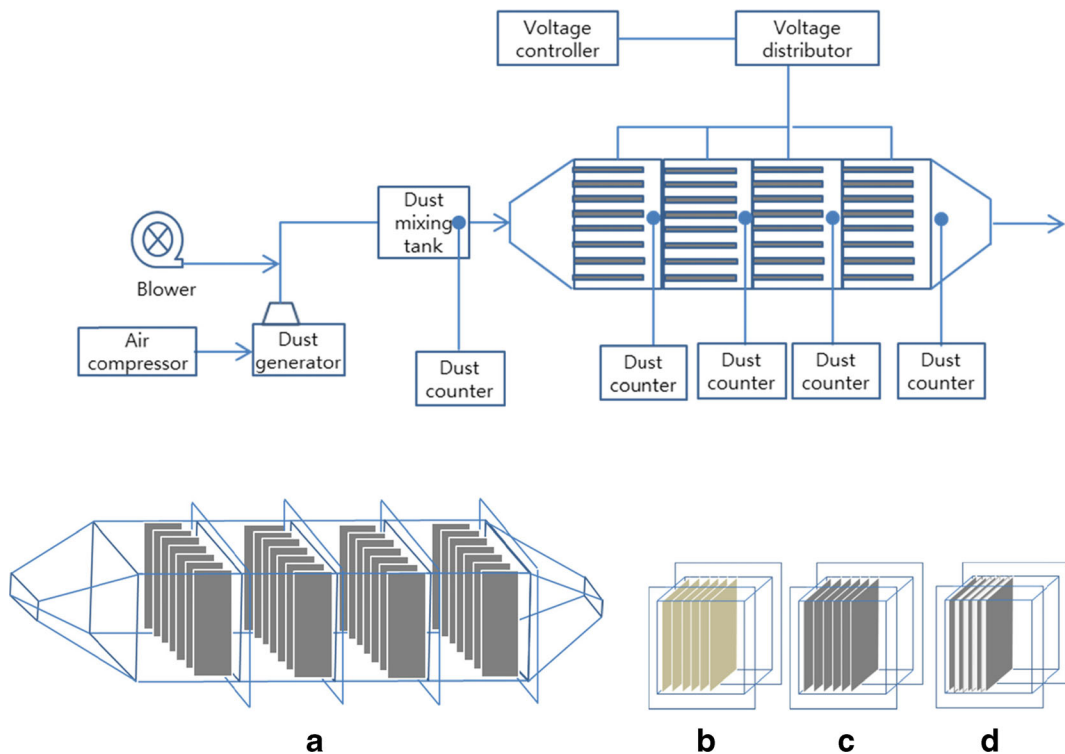 Voltage
controller
Voltage
distributor
Dust
mixing
tank
Blower
Air
compressor
Dust
generator
Dust
counter
Dust
counter
Dust
counter
Dust
counter
Dust
counter
a
b
c
d